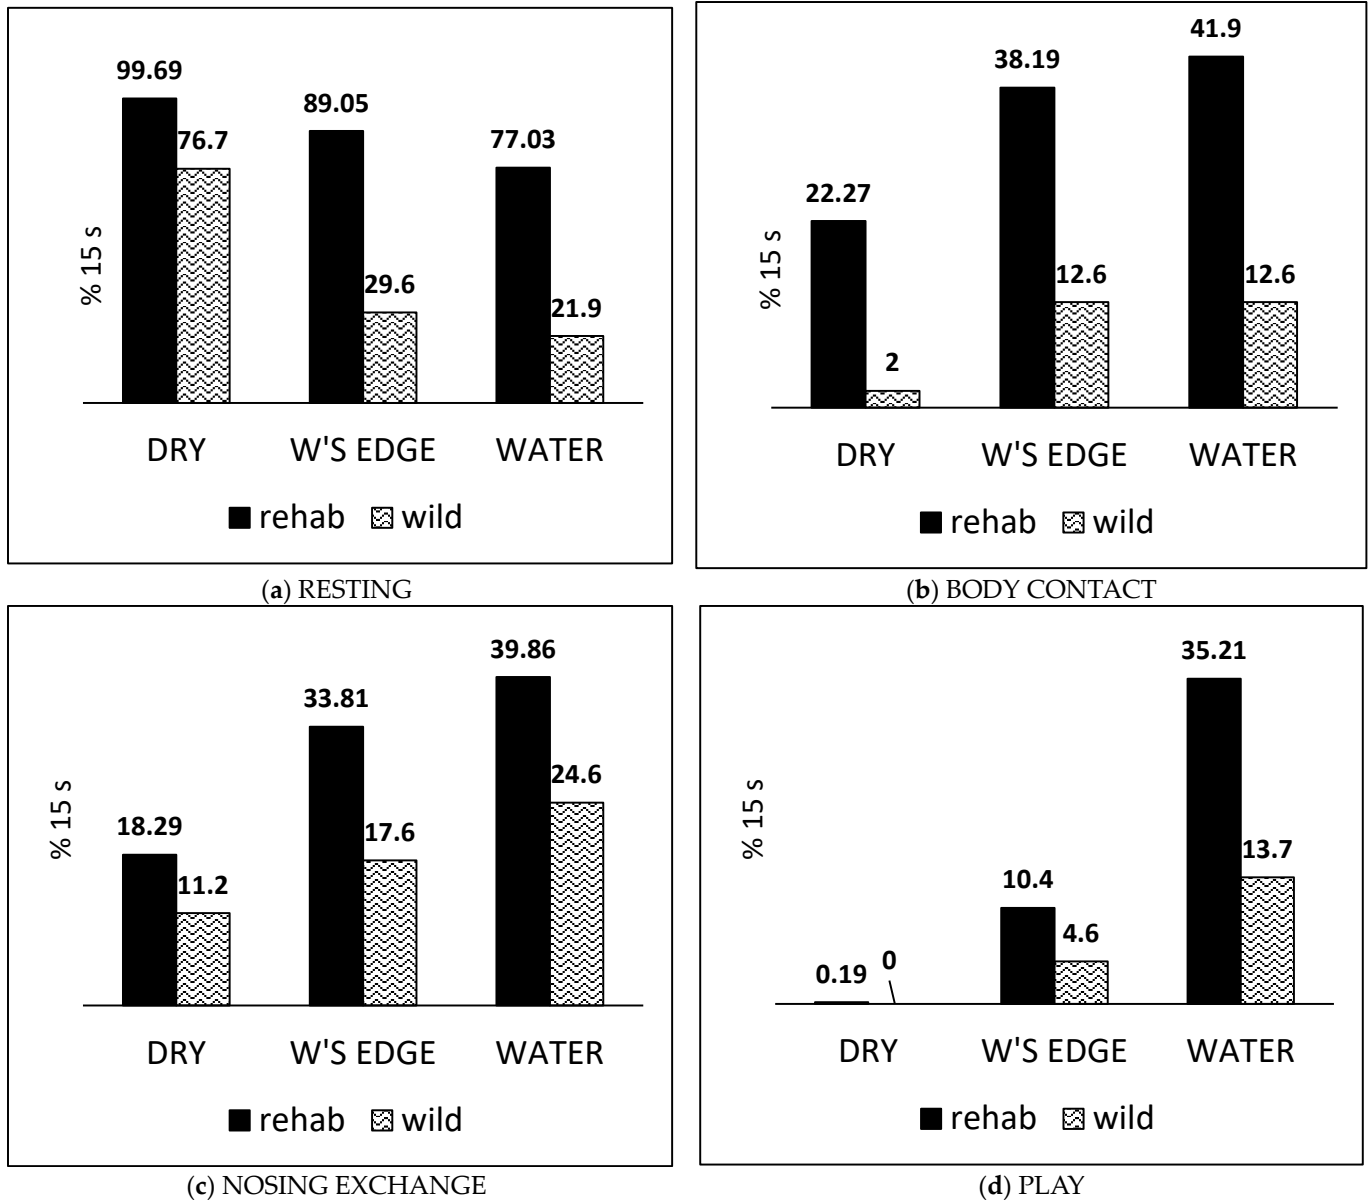 99.69
89.05
76.7
77.03
29.6
21.9
% 15 s
DRY W'S EDGE WATER
rehab wild
(a) RESTING
41.9
38.19
22.27
12.6 12.6
2
% 15 s
DRY W'S EDGE WATER
rehab wild
(b) BODY CONTACT
39.86
33.81
24.6
18.29
17.6
11.2
% 15 s
DRY W'S EDGE WATER
rehab wild
(c) NOSING EXCHANGE
35.21
13.7
10.4
4.6
0.19 0
% 15 s
DRY W'S EDGE WATER
rehab wild
(d) PLAY